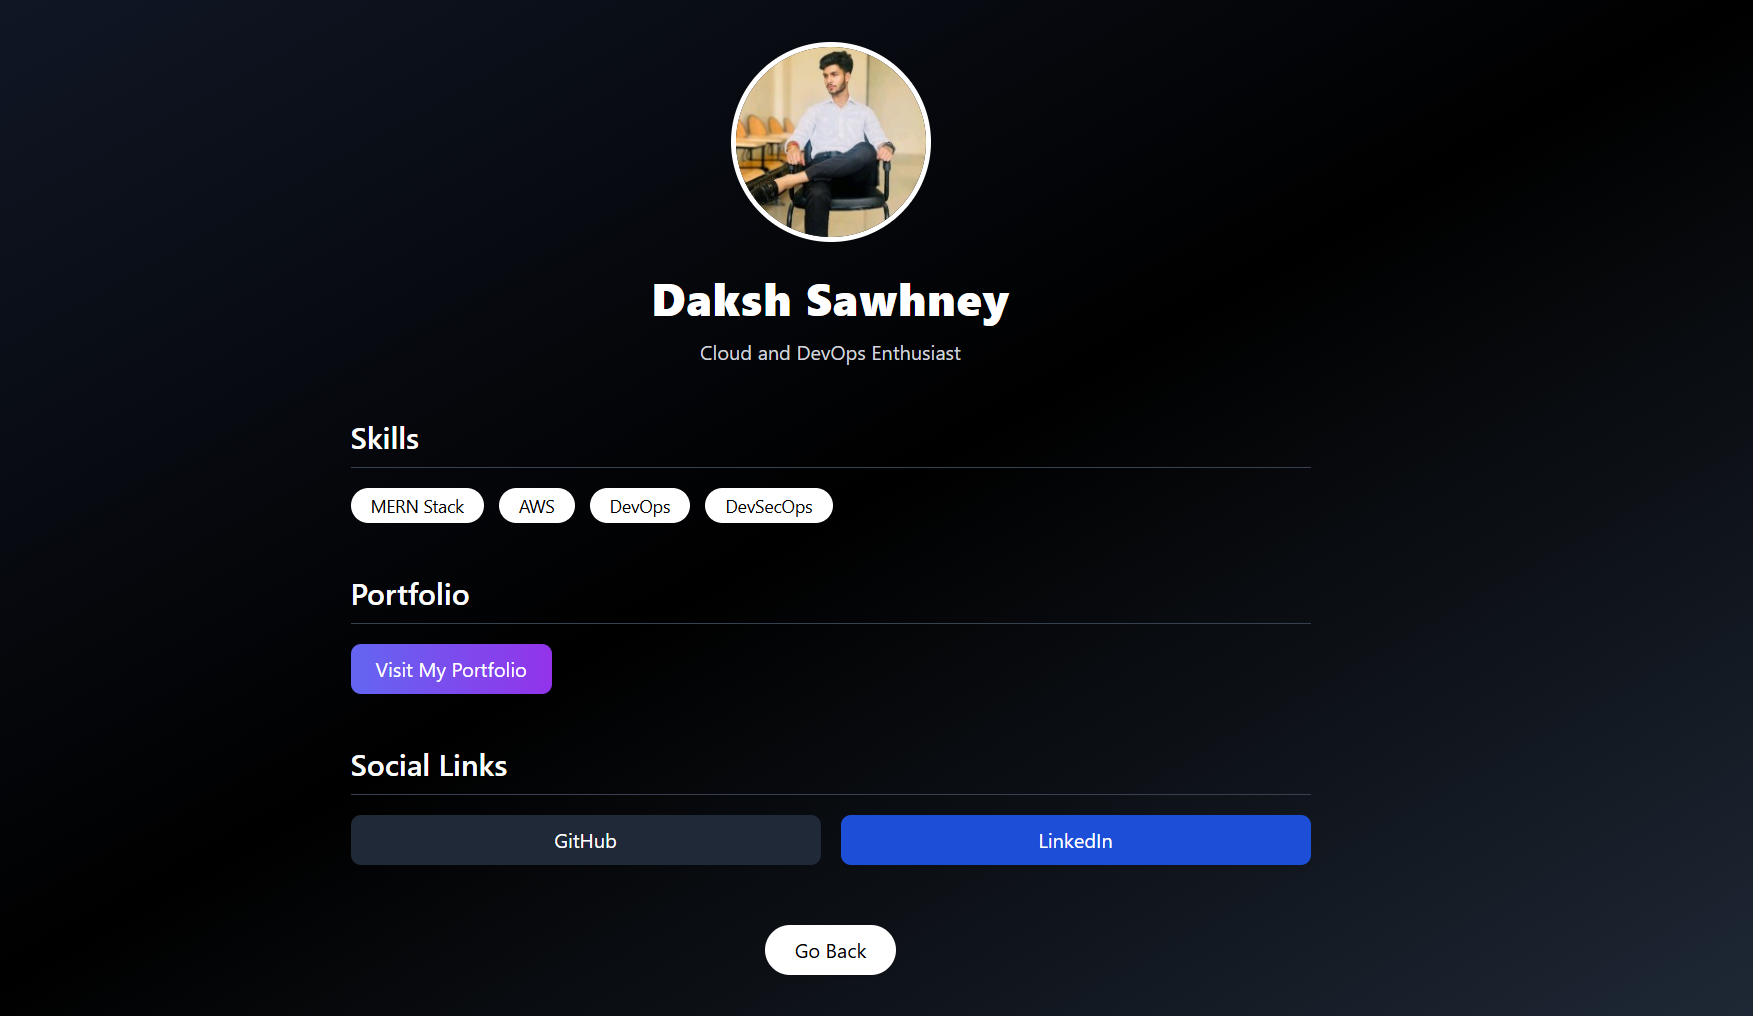 Daksh Sawhney
Cloud and DevOps Enthusiast
Skills
MERN Stack AWS DevOps DevSecOps
Portfolio
Visit My Portfolio
Social Links
GitHub LinkedIn
Go Back